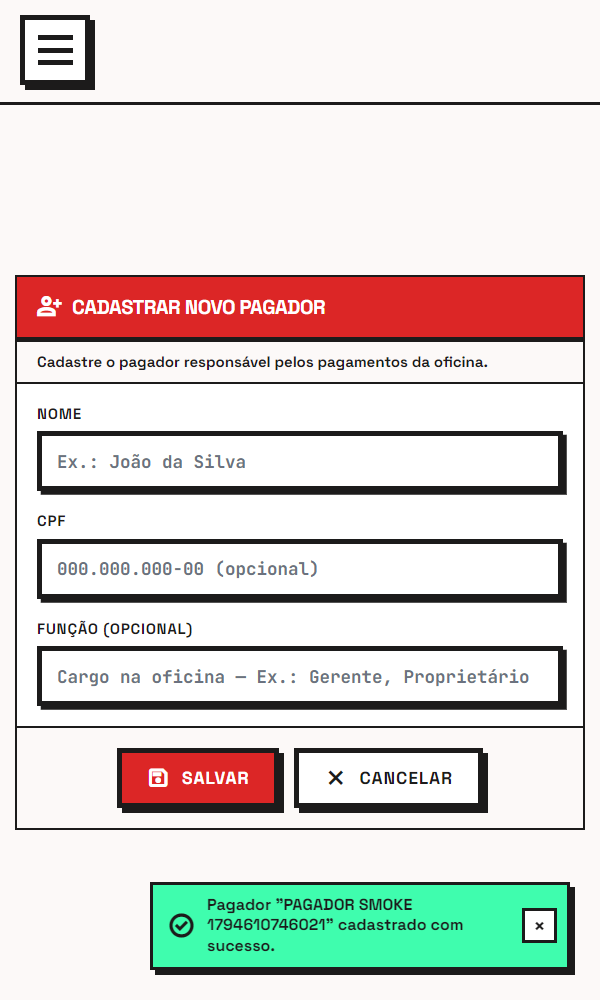 CADASTRAR NOVO PAGADOR
Cadastre o pagador responsável pelos pagamentos da oficina.
NOME
Ex.: João da Silva
CPF
000.000.000-00 (opcional)
FUNÇÃO (OPCIONAL)
Cargo na oficina — Ex.: Gerente, Proprietário
SALVAR
CANCELAR
Pagador "PAGADOR SMOKE
1794610746021" cadastrado com
sucesso.
×